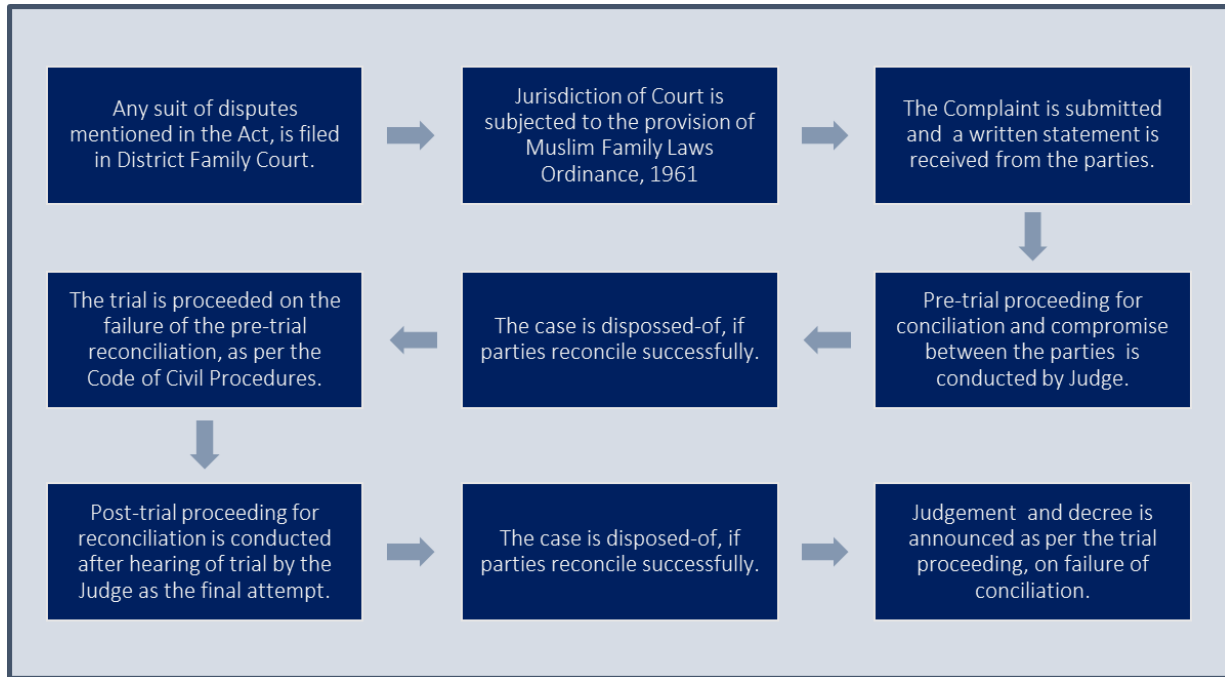 Any suit of disputes
mentioned in the Act, is filed
in District Family Court.
Jurisdiction of Court is
subjected to the provision of
Muslim Family Laws
Ordinance, 1961
The Complaint is submitted
and a written statement is
received from the parties.
Pre-trial proceeding for
conciliation and compromise
between the parties is
conducted by Judge.
The case is dispossed-of, if
parties reconcile successfully.
The trial is proceeded on the
failure of the pre-trial
reconciliation, as per the
Code of Civil Procedures.
Post-trial proceeding for
reconciliation is conducted
after hearing of trial by the
Judge as the final attempt.
The case is disposed-of, if
parties reconcile successfully.
Judgement and decree is
announced as per the trial
proceeding, on failure of
conciliation.